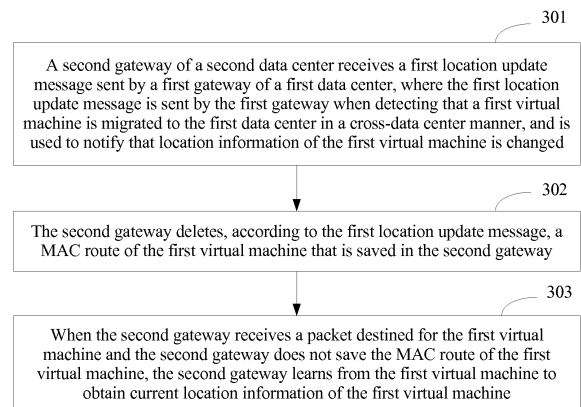 301
A second gateway of a second data center receives a first location update
message sent by a first gateway of a first data center, where the first location
update message is sent by the first gateway when detecting that a first virtual
machine is migrated to the first data center in a cross-data center manner, and is
used to notify that location information of the first virtual machine is changed
302
The second gateway deletes, according to the first location update message, a
MAC route of the first virtual machine that is saved in the second gateway
303
When the second gateway receives a packet destined for the first virtual
machine and the second gateway does not save the MAC route of the first
virtual machine, the second gateway learns from the first virtual machine to
obtain current location information of the first virtual machine